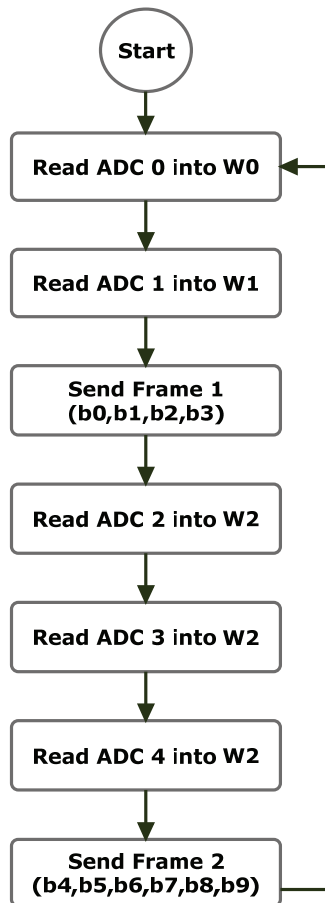 Start
Read ADC 0 into W0
Read ADC 1 into W1
Send Frame 1
(b0,b1,b2,b3)
Read ADC 2 into W2
Read ADC 3 into W2
Read ADC 4 into W2
Send Frame 2
(b4,b5,b6,b7,b8,b9)